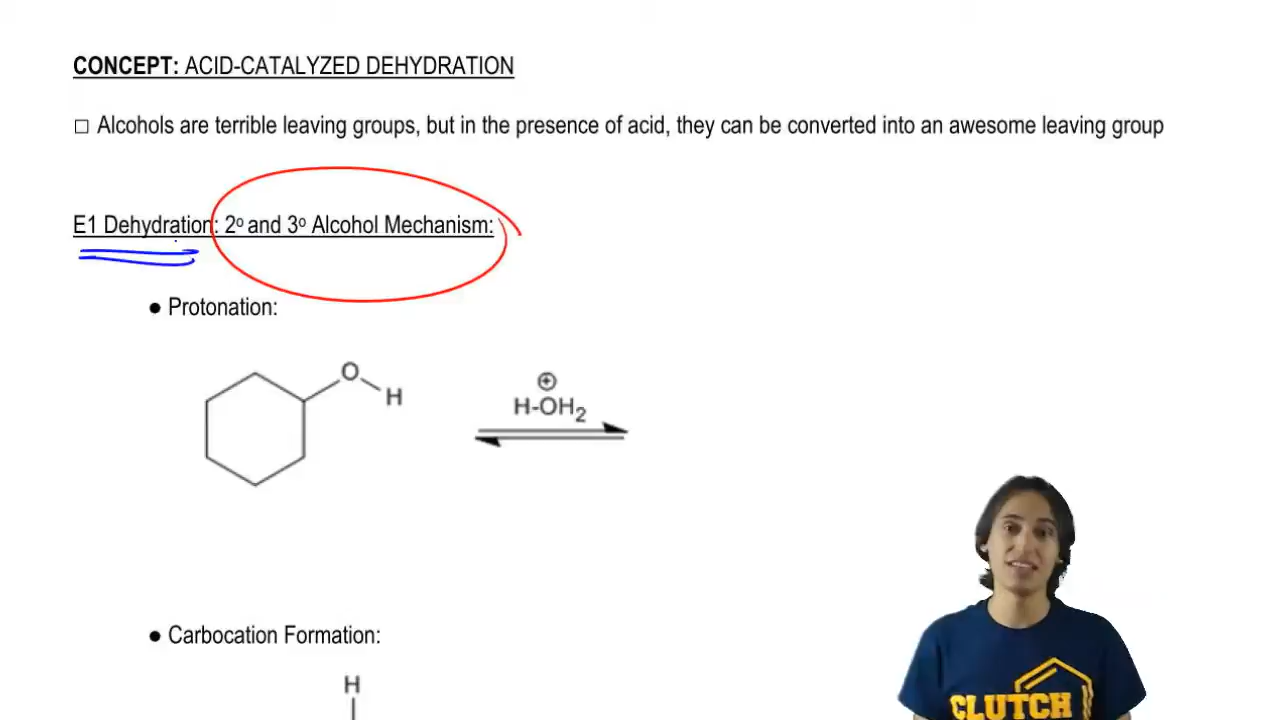 CONCEPT: ACID-CATALYZED DEHYDRATION
□ Alcohols are terrible leaving groups, but in the presence of acid, they can be converted into an awesome leaving group
E1 Dehydration: 2º and 3º Alcohol Mechanism:
● Protonation:
O
H
⊕
H-OH₂
● Carbocation Formation:
H
CLUTCH